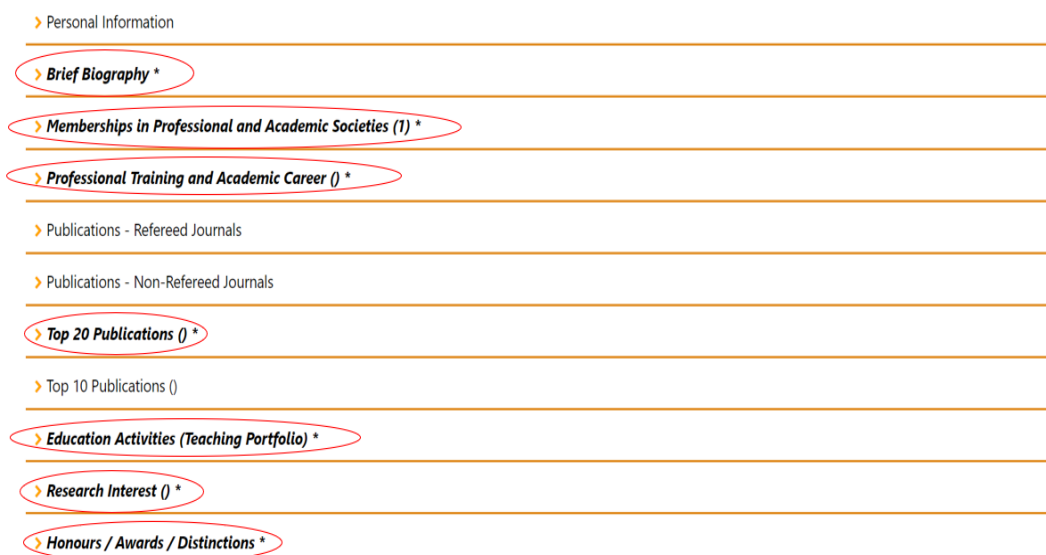 Personal Information
Brief Biography *
Memberships in Professional and Academic Societies (1) *
Professional Training and Academic Career () *
Publications - Refereed Journals
Publications - Non-Refereed Journals
Top 20 Publications () *
Top 10 Publications ()
Education Activities (Teaching Portfolio) *
Research Interest () *
Honours / Awards / Distinctions *